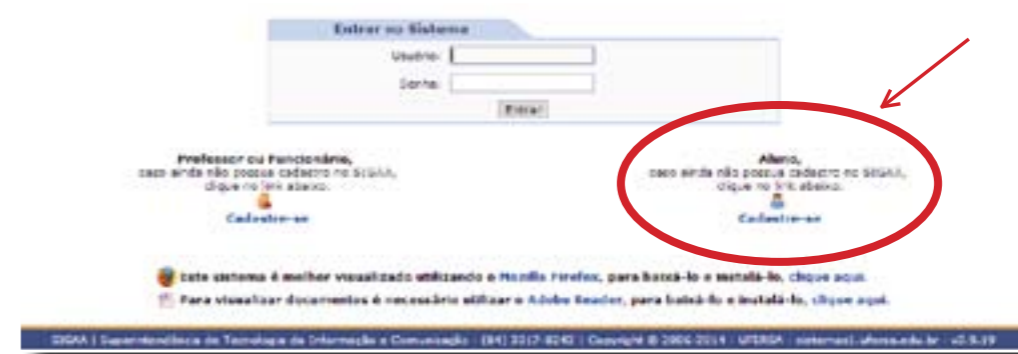 Entrar no Sistema
Usuário:
Senha:
Entrar
Professor ou Funcionário,
caso ainda não possua cadastro no SIGAA,
clique no link abaixo.
Cadastre-se
Aluno,
caso ainda não possua cadastro no SIGAA,
clique no link abaixo.
Cadastre-se
Este sistema é melhor visualizado utilizando o Mozilla Firefox, para baixá-lo e instalá-lo, clique aqui.
Para visualizar documentos é necessário utilizar o Adobe Reader, para baixá-lo e instalá-lo, clique aqui.
SIGAA | Superintendência de Tecnologia da Informação e Comunicação - (84) | Copyright © 2006-2014 - UFERSA -